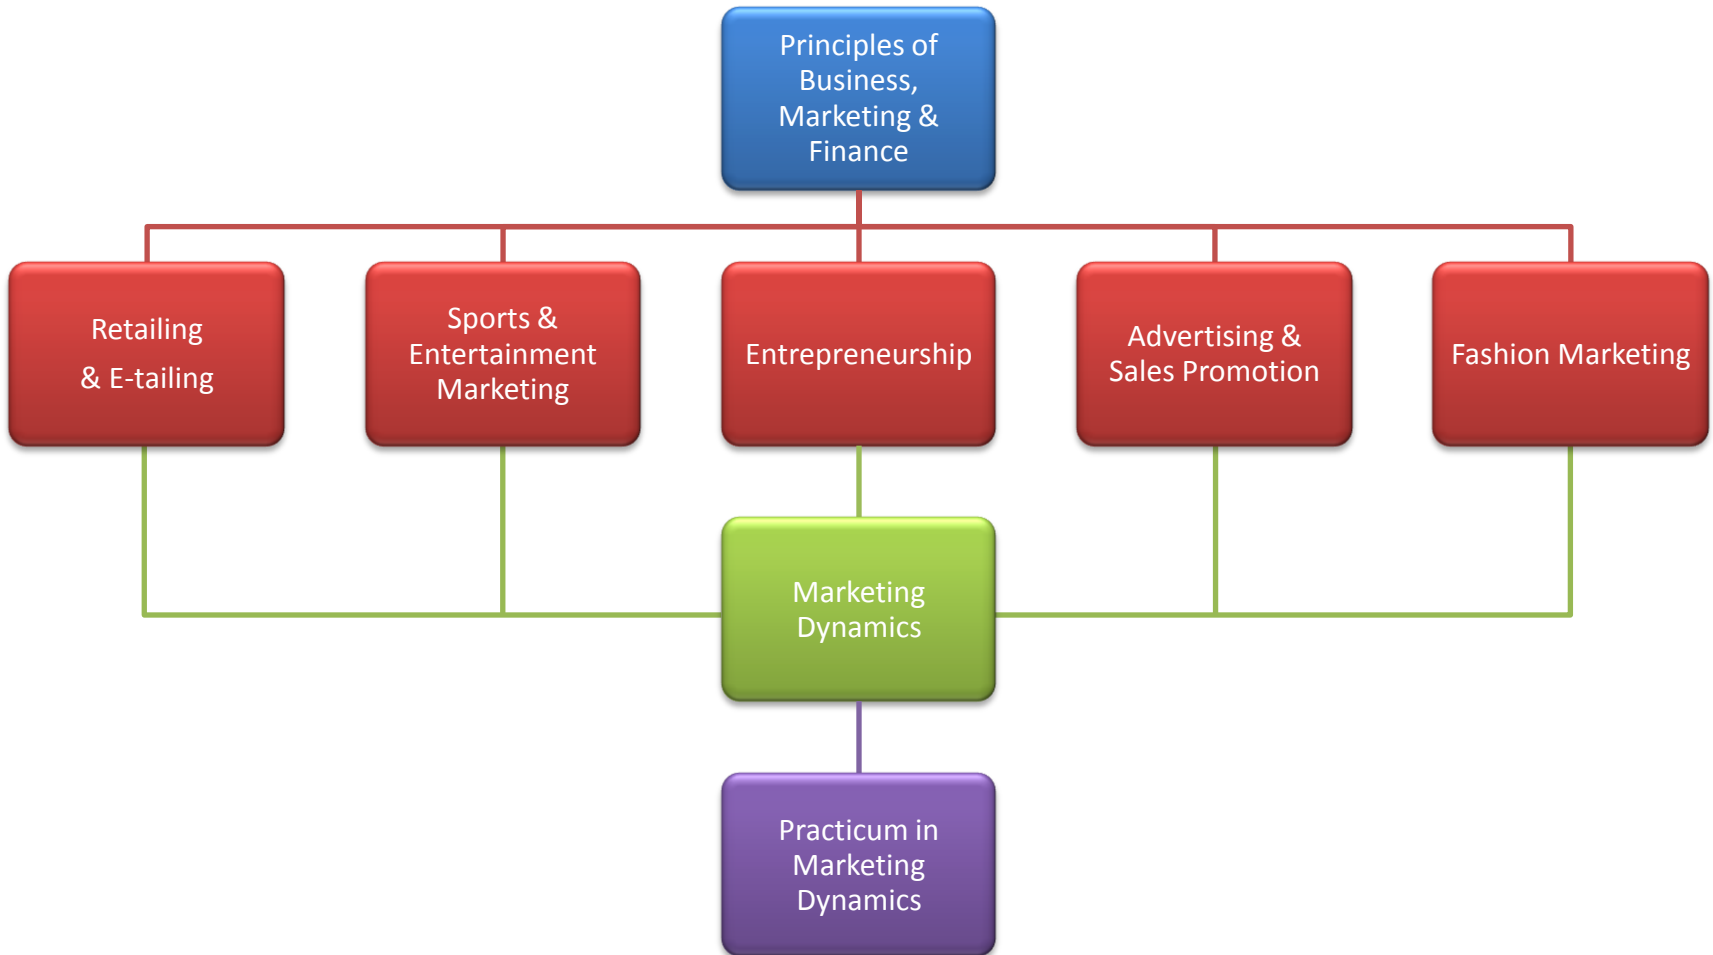 Principles of
Business,
Marketing &
Finance
Retailing
& E-tailing
Sports &
Entertainment
Marketing
Entrepreneurship
Advertising &
Sales Promotion
Fashion Marketing
Marketing
Dynamics
Practicum in
Marketing
Dynamics